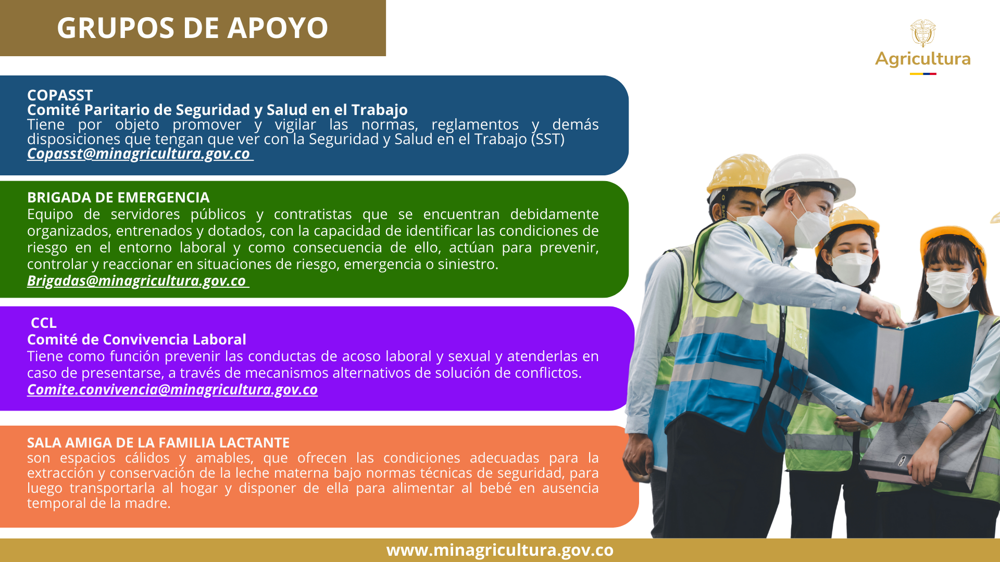 GRUPOS DE APOYO
Agricultura
COPASST
Comité Paritario de Seguridad y Salud en el Trabajo
Tiene por objeto promover y vigilar las normas, reglamentos y demás
disposiciones que tengan que ver con la Seguridad y Salud en el Trabajo (SST)
Copasst@minagricultura.gov.co
BRIGADA DE EMERGENCIA
Equipo de servidores públicos y contratistas que se encuentran debidamente
organizados, entrenados y dotados, con la capacidad de identificar las condiciones de
riesgo en el entorno laboral y como consecuencia de ello, actúan para prevenir,
controlar y reaccionar en situaciones de riesgo, emergencia o siniestro.
Brigadas@minagricultura.gov.co
CCL
Comité de Convivencia Laboral
Tiene como función prevenir las conductas de acoso laboral y sexual y atenderlas en
caso de presentarse, a través de mecanismos alternativos de solución de conflictos.
Comite.convivencia@minagricultura.gov.co
SALA AMIGA DE LA FAMILIA LACTANTE
son espacios cálidos y amables, que ofrecen las condiciones adecuadas para la
extracción y conservación de la leche materna bajo normas técnicas de seguridad, para
luego transportarla al hogar y disponer de ella para alimentar al bebé en ausencia
temporal de la madre.
www.minagricultura.gov.co